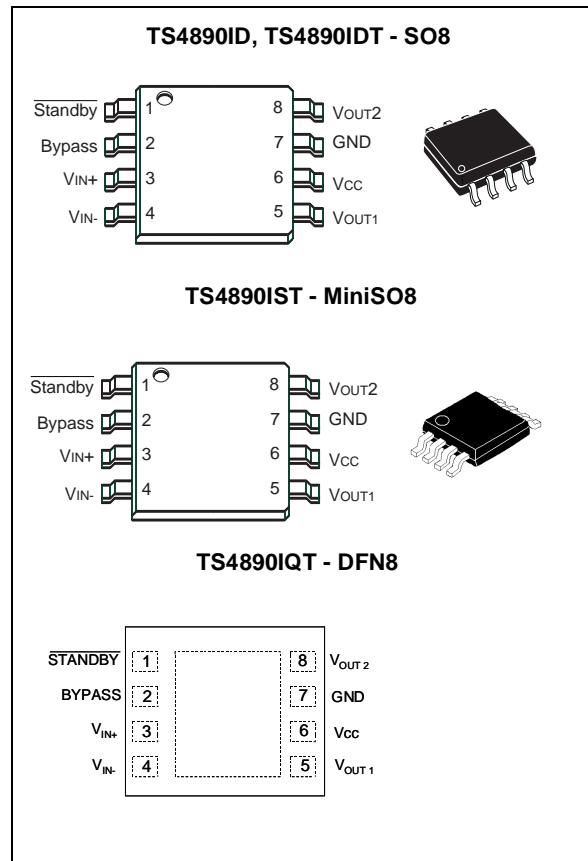 TS4890ID, TS4890IDT - SO8
Standby 1 8 VOUT2
Bypass 2 7 GND
VIN+ 3 6 VCC
VIN- 4 5 VOUT1
TS4890IST - MiniSO8
Standby 1 8 VOUT2
Bypass 2 7 GND
VIN+ 3 6 VCC
VIN- 4 5 VOUT1
TS4890IQT - DFN8
STANDBY 1 8 VOUT 2
BYPASS 2 7 GND
VIN+ 3 6 Vcc
VIN- 4 5 VOUT 1